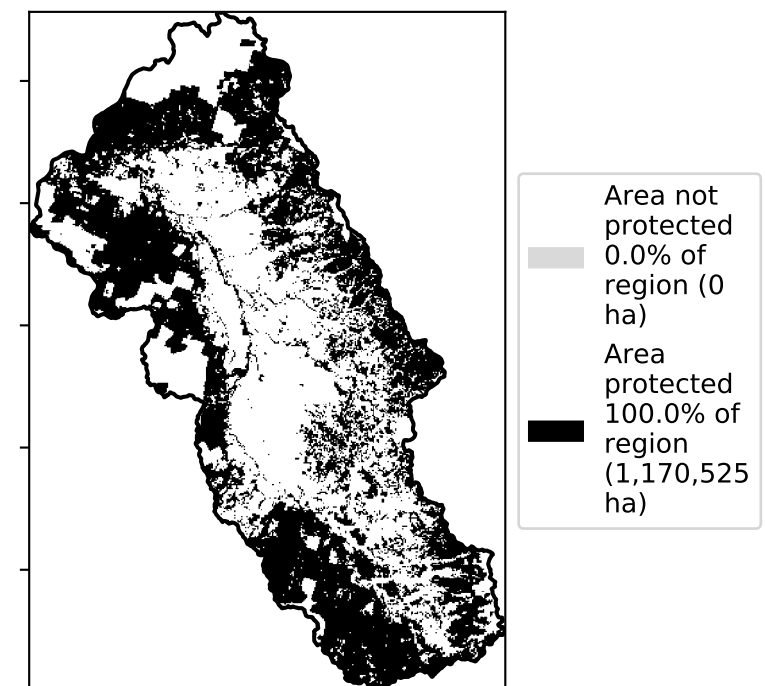 Area not
protected
0.0% of
region (0
ha)
Area
protected
100.0% of
region
(1,170,525
ha)